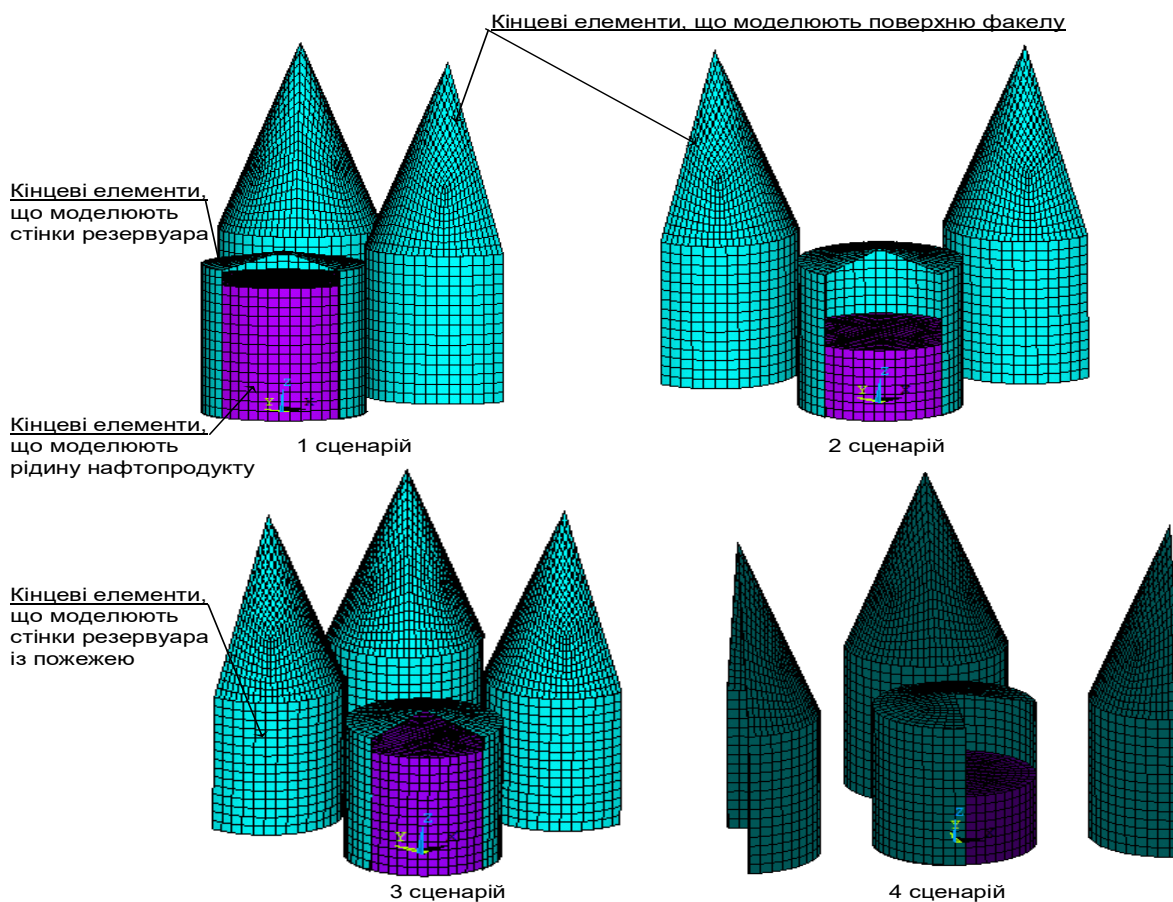 Кінцеві елементи, що моделюють поверхню факелу
Кінцеві елементи,
що моделюють
стінки резервуара
Кінцеві елементи,
що моделюють
рідину нафтопродукту
Z
Y
X
1 сценарій
Z
Y
X
2 сценарій
Кінцеві елементи,
що моделюють
стінки резервуара
із пожежею
Z
Y
X
3 сценарій
Z
Y
4 сценарій